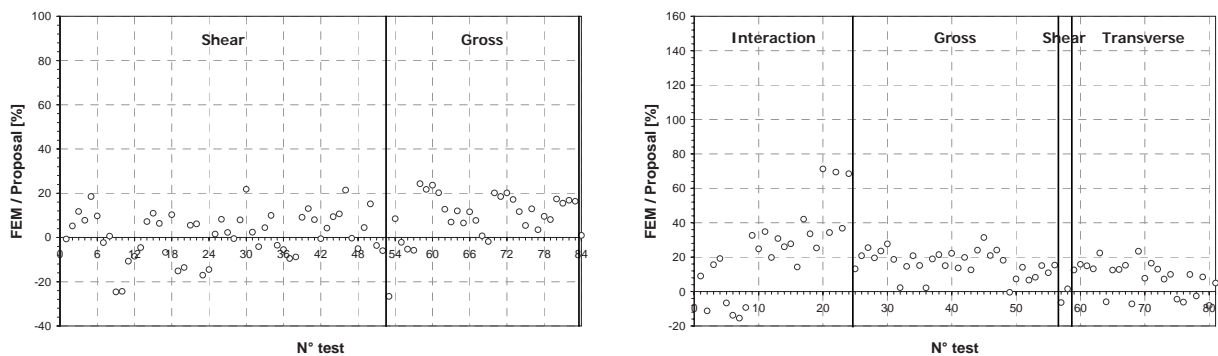 100
80
60
40
20
0
-20
-40
0 6 12 18 24 30 36 42 48 54 60 66 72 78 84
Shear Gross
FEM / Proposal [%]
N° test
160
140
120
100
80
60
40
20
0
-20
0 10 20 30 40 50 60 70 80
Interaction Gross Shear Transverse
FEM / Proposal [%]
N° test